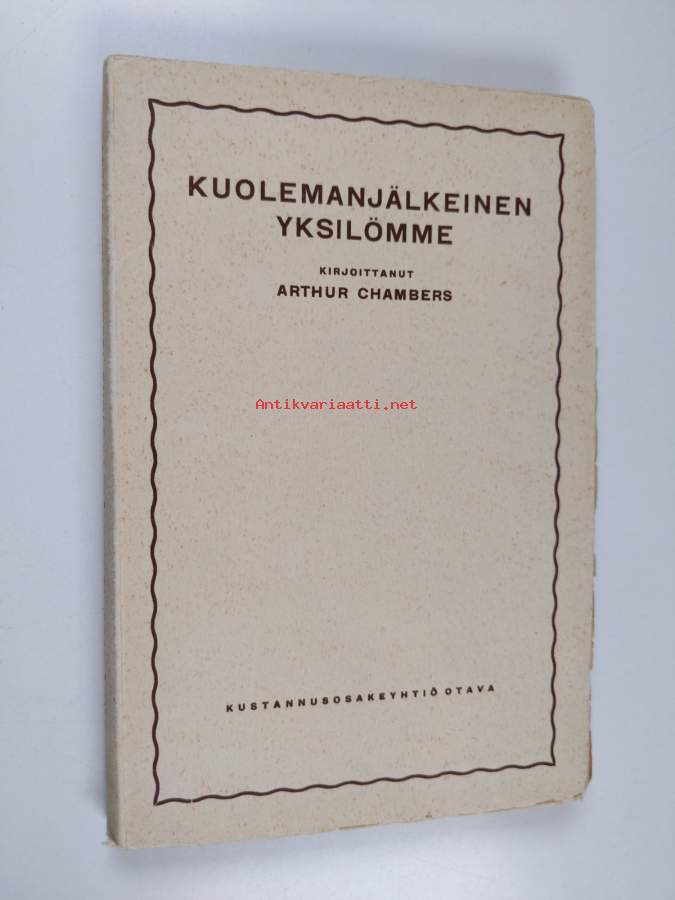 KUOLEMANJÄLKEINEN
YKSILÖMME
KIRJOITTANUT
ARTHUR CHAMBERS
Antikvariaatti.net
KUSTANNUSOSAKEYHTIÖ OTAVA